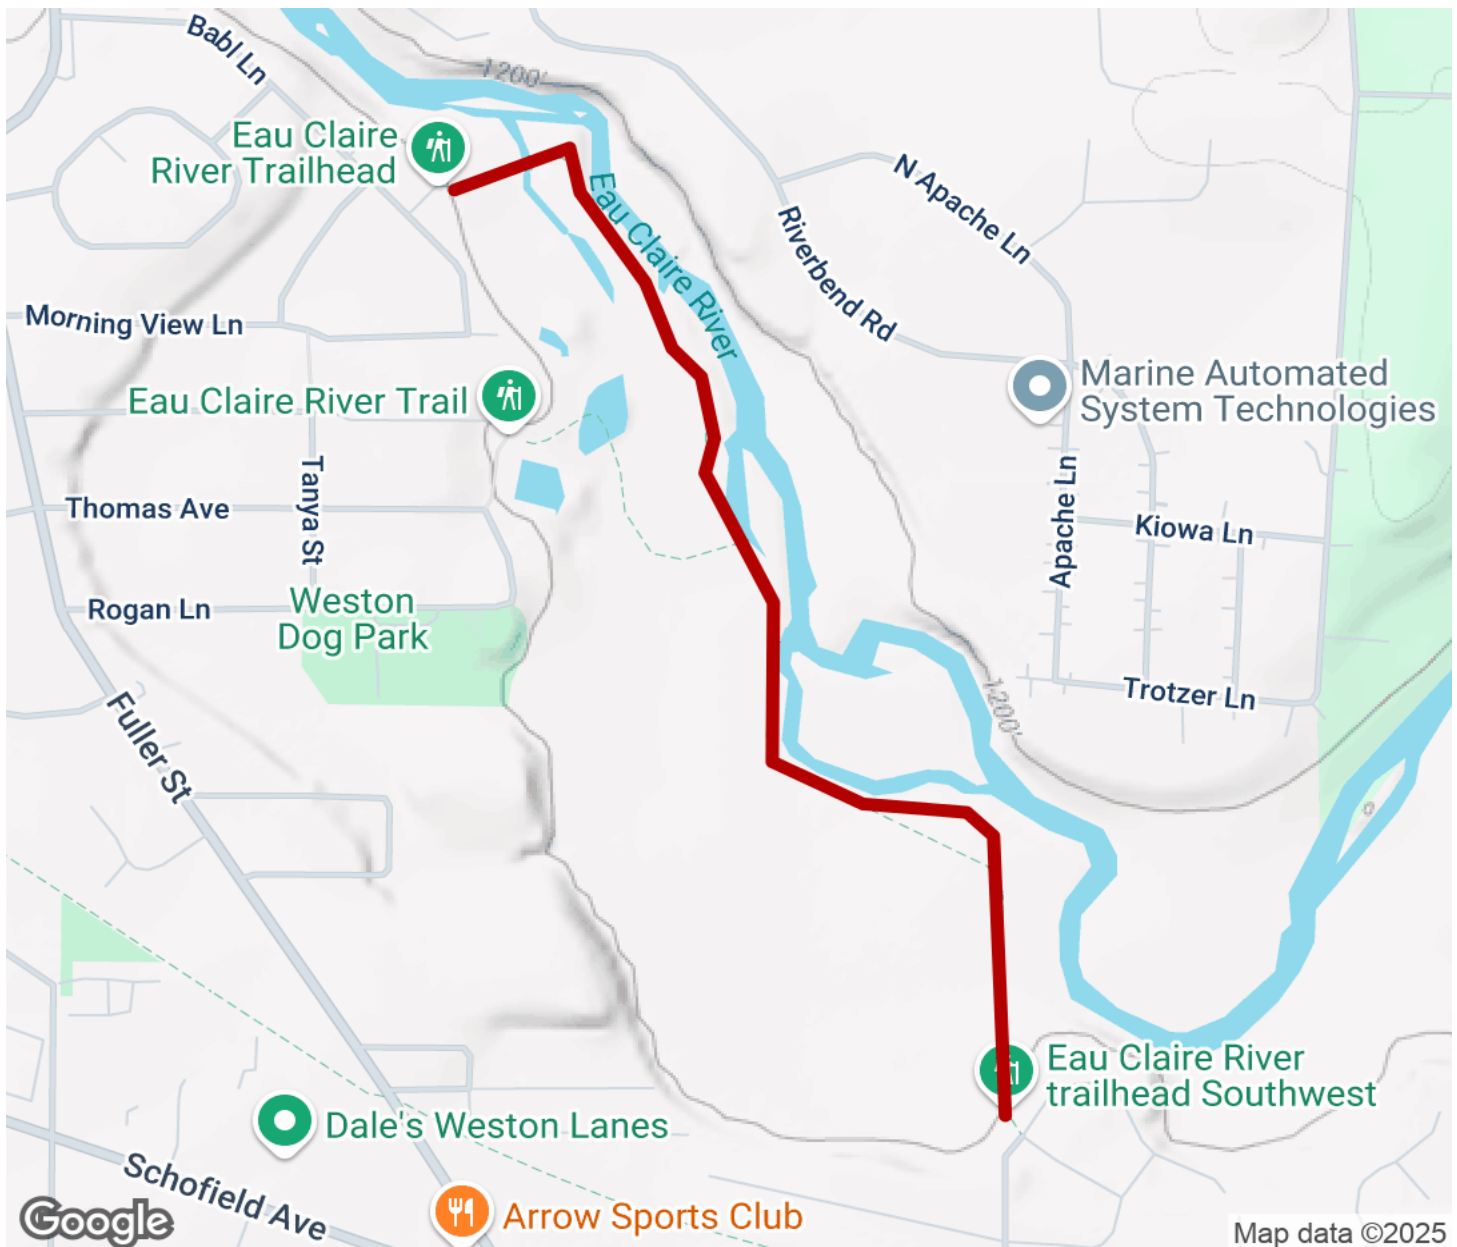 Babl Ln
1200'
Eau Claire
River Trailhead
N Apache Ln
Eau Claire River
Riverbend Rd
Morning View Ln
Marine Automated
System Technologies
Eau Claire River Trail
Tanya St
Apache Ln
Thomas Ave
Kiowa Ln
Rogan Ln
Weston
Dog Park
Trotzer Ln
1200'
Fuller St
Eau Claire River
trailhead Southwest
Dale's Weston Lanes
Schofield Ave
Arrow Sports Club
Google
Map data ©2025